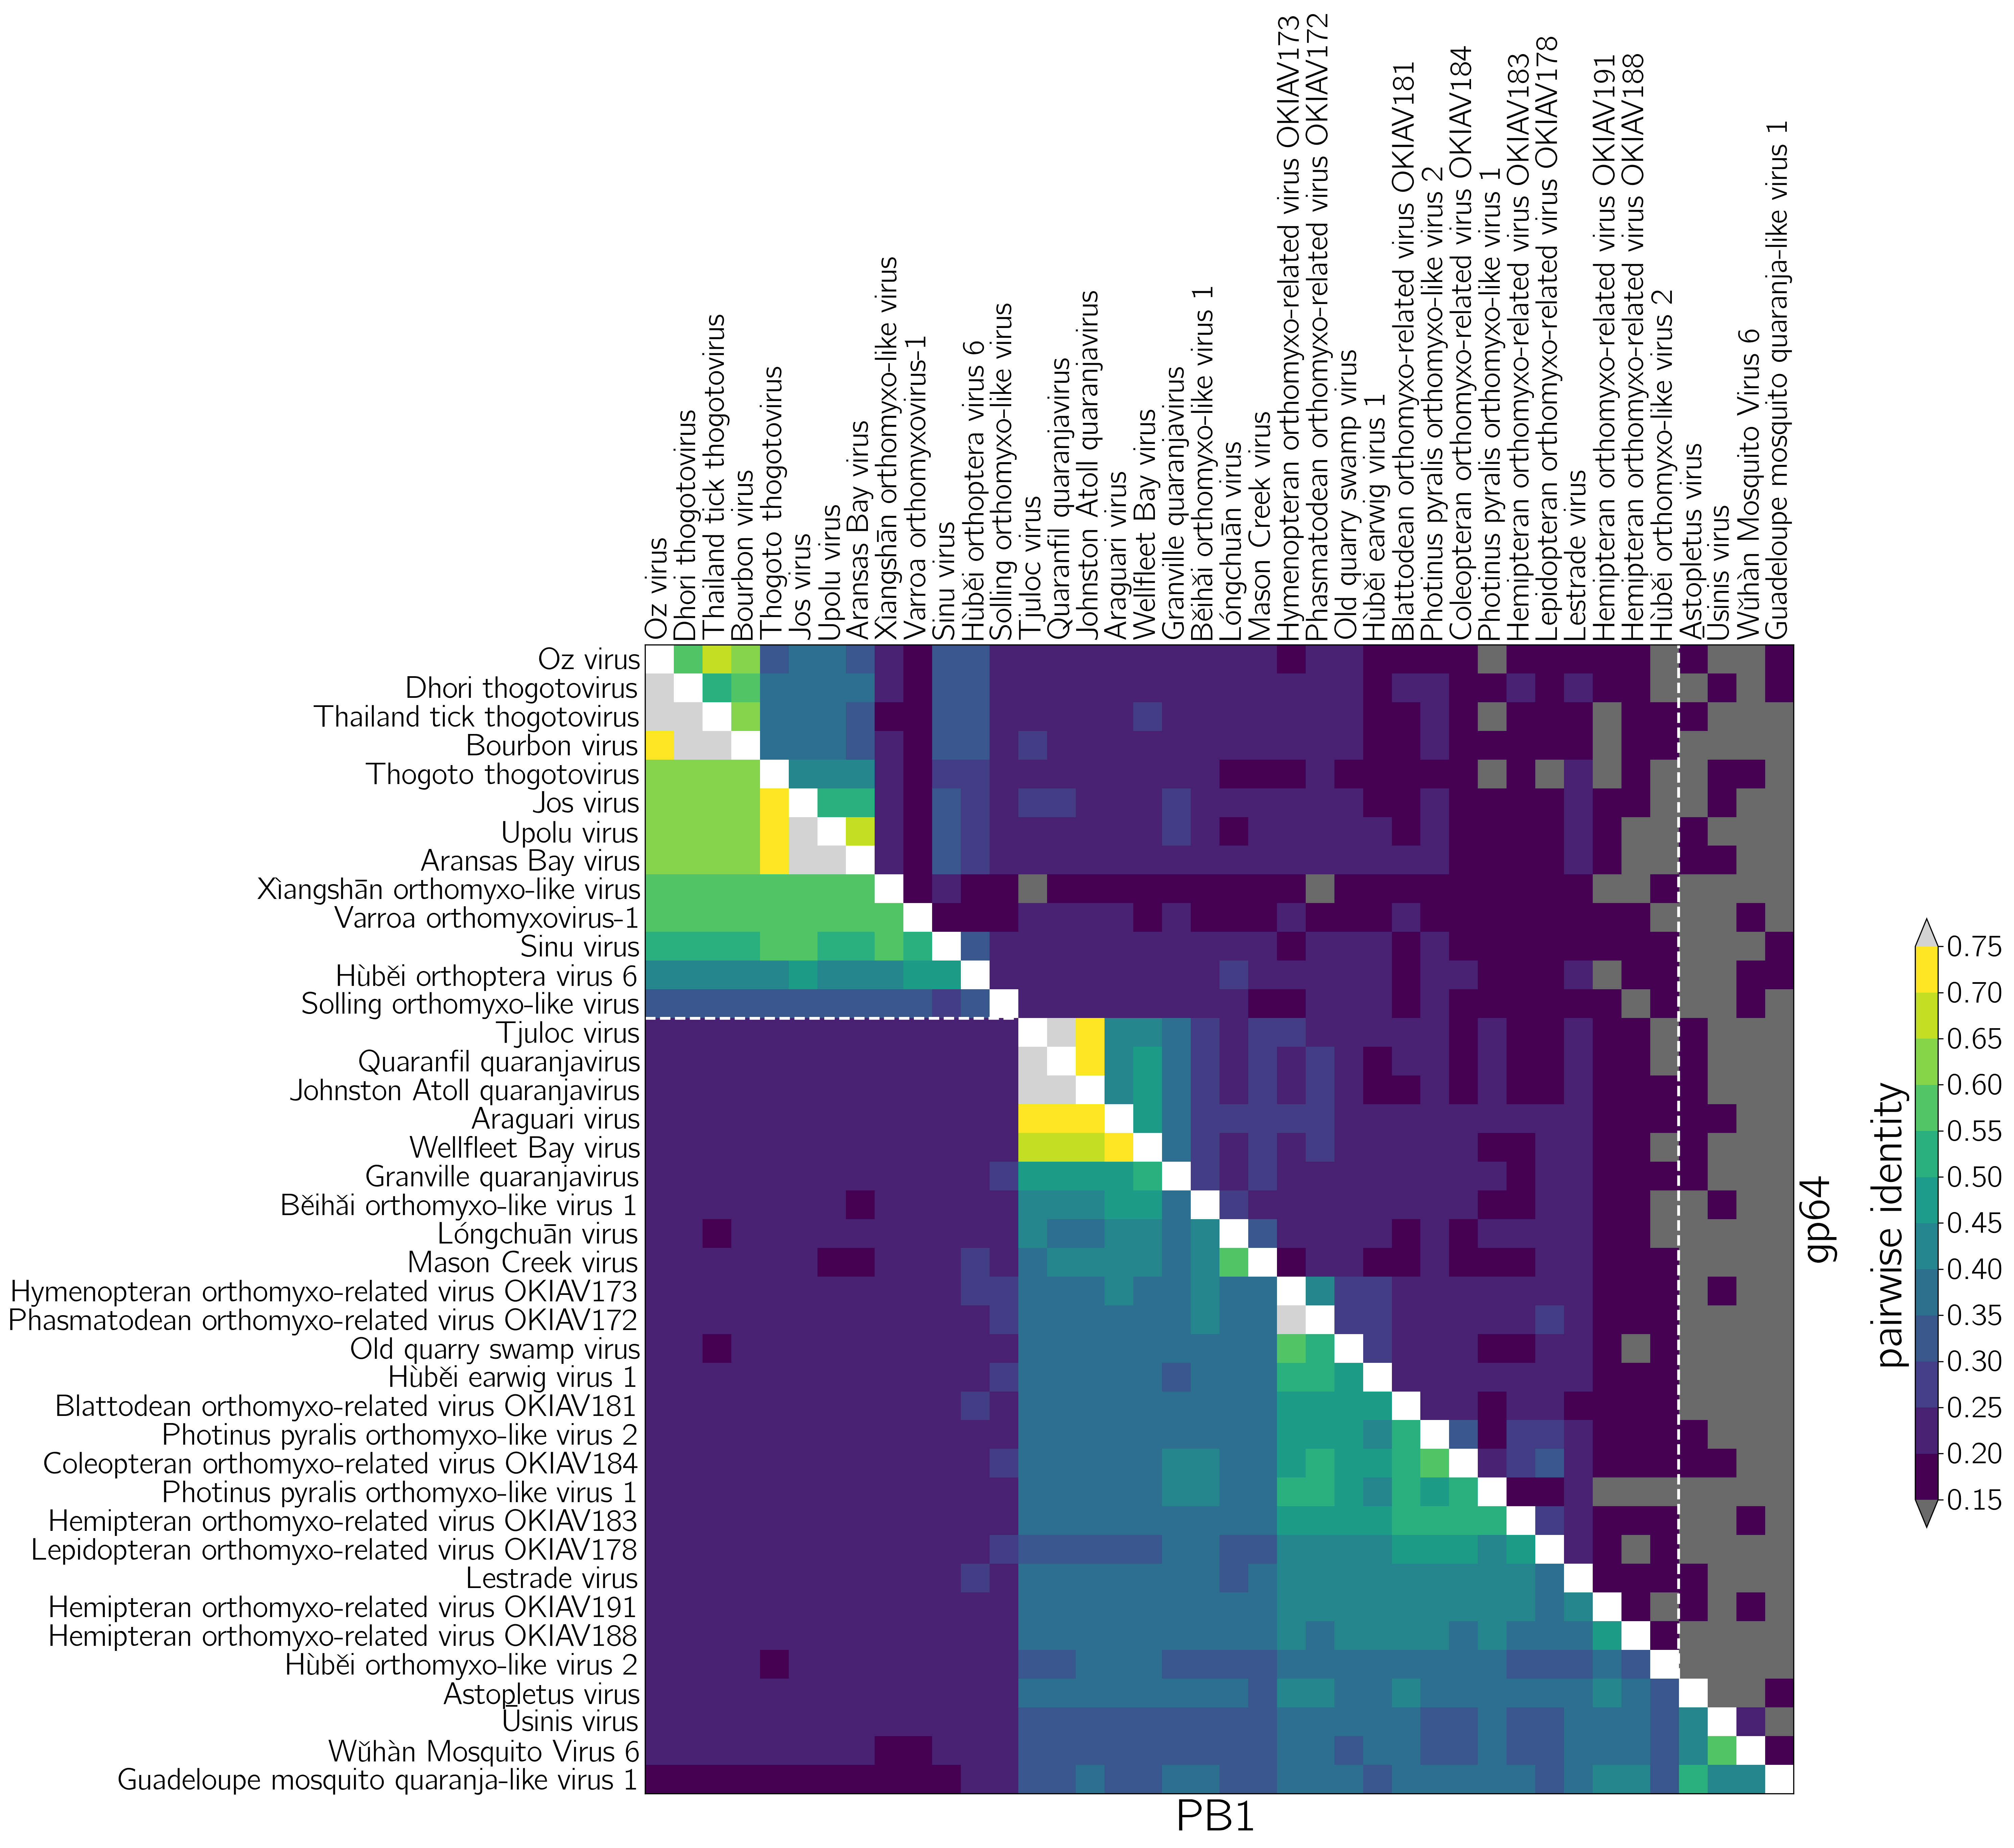 Oz virus
Dhori thogotovirus
Thailand tick thogotovirus
Bourbon virus
Thogoto thogotovirus
Jos virus
Upolu virus
Aransas Bay virus
Xìangshān orthomyxo-like virus
Varroa orthomyxovirus-1
Sinu virus
Hùběi orthoptera virus 6
Solling orthomyxo-like virus
Tjuloc virus
Quaranfil quaranjavirus
Johnston Atoll quaranjavirus
Araguari virus
Wellfleet Bay virus
Granville quaranjavirus
Běihǎi orthomyxo-like virus 1
Lóngchuān virus
Mason Creek virus
Hymenopteran orthomyxo-related virus OKIAV173
Phasmatodean orthomyxo-related virus OKIAV172
Old quarry swamp virus
Hùběi earwig virus 1
Blattodean orthomyxo-related virus OKIAV181
Photinus pyralis orthomyxo-like virus 2
Coleopteran orthomyxo-related virus OKIAV184
Photinus pyralis orthomyxo-like virus 1
Hemipteran orthomyxo-related virus OKIAV183
Lepidopteran orthomyxo-related virus OKIAV178
Lestrade virus
Hemipteran orthomyxo-related virus OKIAV191
Hemipteran orthomyxo-related virus OKIAV188
Hùběi orthomyxo-like virus 2
Astopletus virus
Ūsinis virus
Wǔhàn Mosquito Virus 6
Guadeloupe mosquito quaranja-like virus 1
Oz virus
Dhori thogotovirus
Thailand tick thogotovirus
Bourbon virus
Thogoto thogotovirus
Jos virus
Upolu virus
Aransas Bay virus
Xìangshān orthomyxo-like virus
Varroa orthomyxovirus-1
Sinu virus
Hùběi orthoptera virus 6
Solling orthomyxo-like virus
Tjuloc virus
Quaranfil quaranjavirus
Johnston Atoll quaranjavirus
Araguari virus
Wellfleet Bay virus
Granville quaranjavirus
Běihǎi orthomyxo-like virus 1
Lóngchuān virus
Mason Creek virus
Hymenopteran orthomyxo-related virus OKIAV173
Phasmatodean orthomyxo-related virus OKIAV172
Old quarry swamp virus
Hùběi earwig virus 1
Blattodean orthomyxo-related virus OKIAV181
Photinus pyralis orthomyxo-like virus 2
Coleopteran orthomyxo-related virus OKIAV184
Photinus pyralis orthomyxo-like virus 1
Hemipteran orthomyxo-related virus OKIAV183
Lepidopteran orthomyxo-related virus OKIAV178
Lestrade virus
Hemipteran orthomyxo-related virus OKIAV191
Hemipteran orthomyxo-related virus OKIAV188
Hùběi orthomyxo-like virus 2
Astopletus virus
Ūsinis virus
Wǔhàn Mosquito Virus 6
Guadeloupe mosquito quaranja-like virus 1
PB1
gp64
pairwise identity
0.75
0.70
0.65
0.60
0.55
0.50
0.45
0.40
0.35
0.30
0.25
0.20
0.15